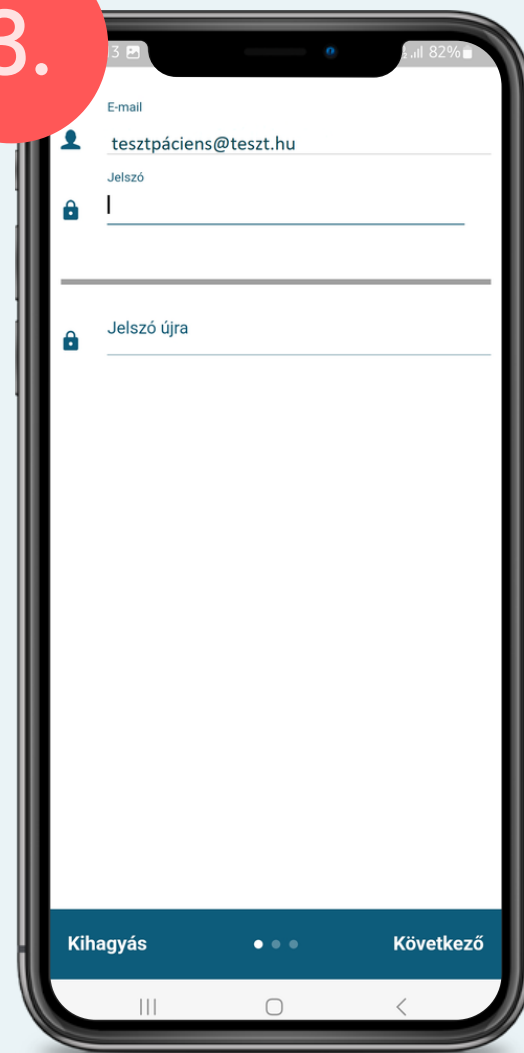 3.
82%
E-mail
tesztpáciens@teszt.hu
Jelszó
Jelszó újra
Kihagyás
Következő